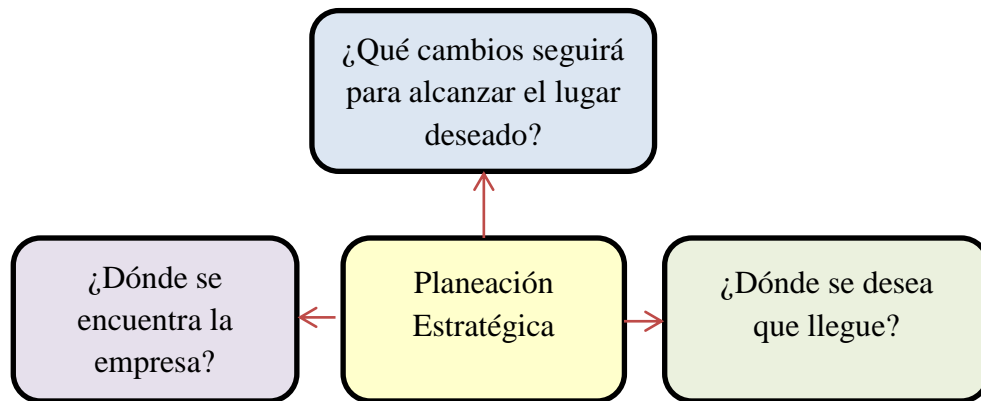 ¿Qué cambios seguirá
para alcanzar el lugar
deseado?
¿Dónde se
encuentra la
empresa?
Planeación
Estratégica
¿Dónde se desea
que llegue?